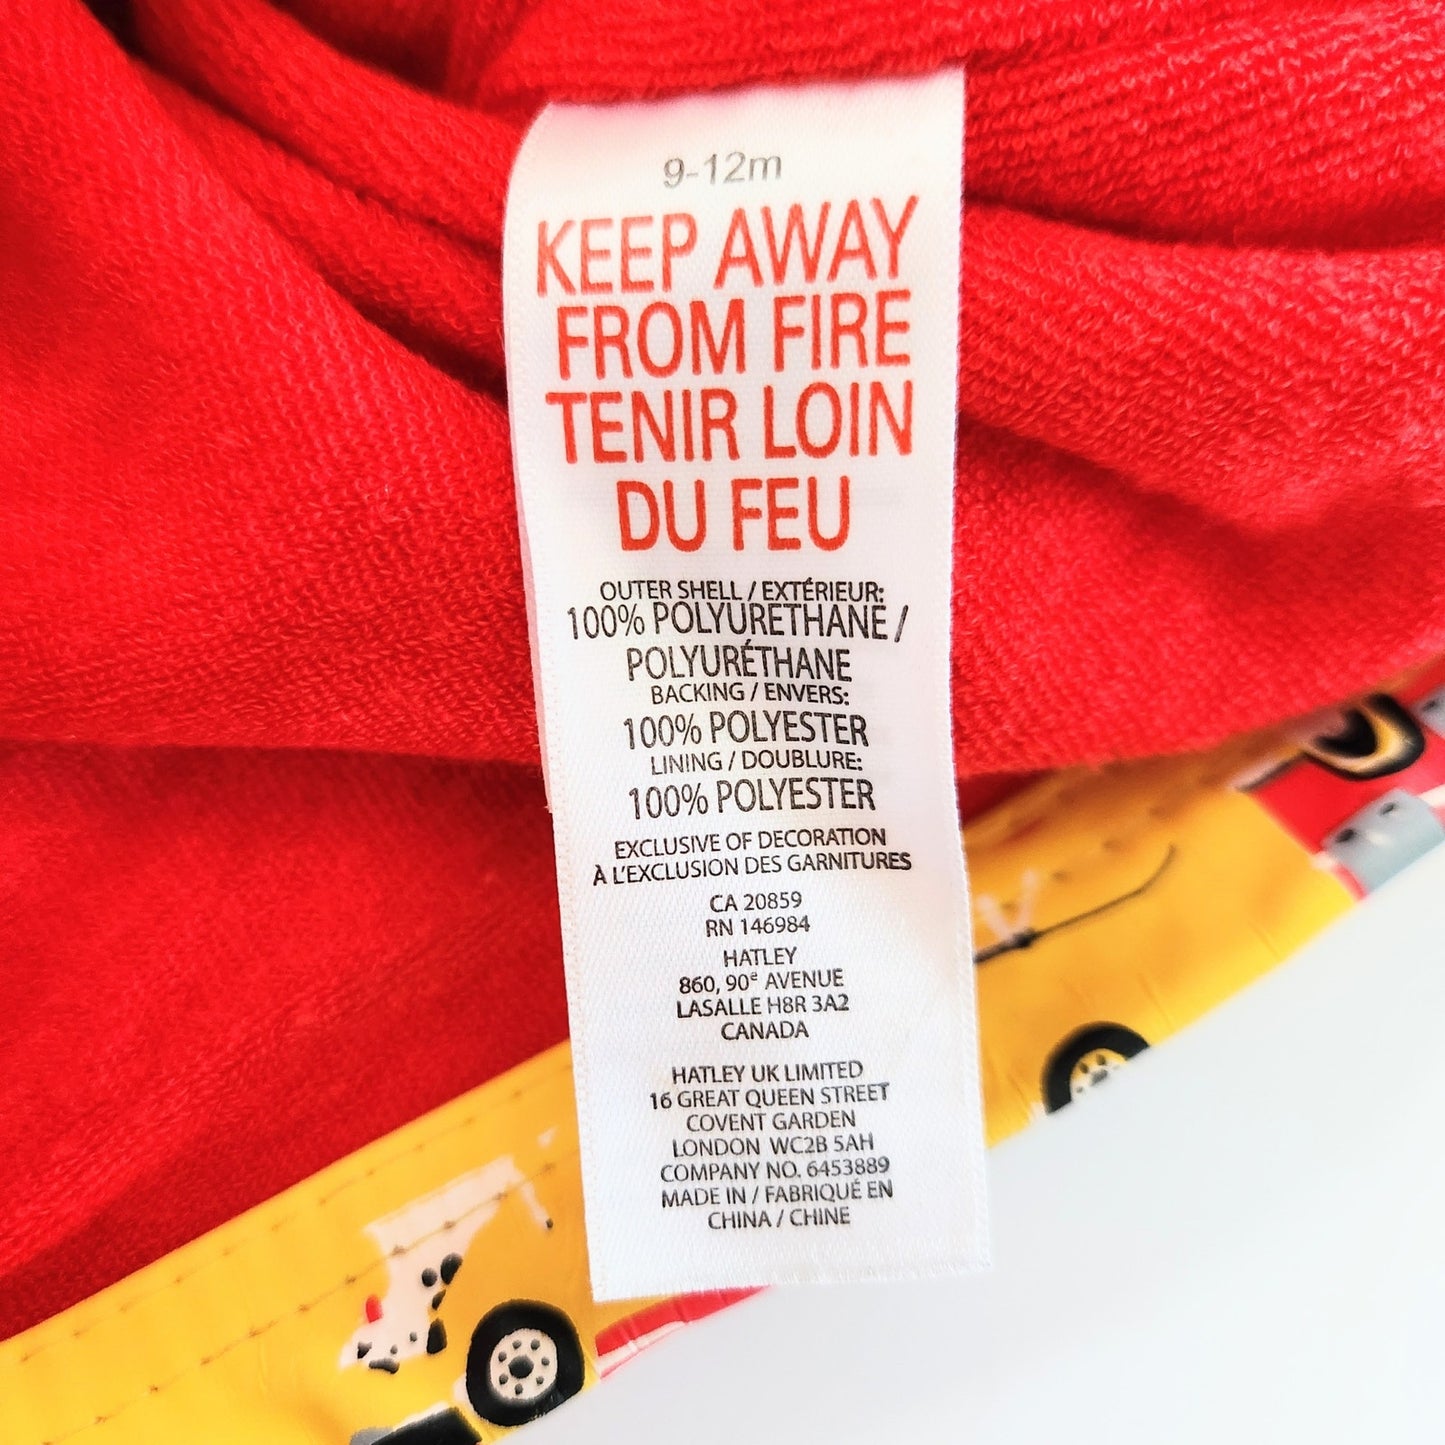 9-12m
KEEP AWAY
FROM FIRE
TENIR LOIN
DU FEU
OUTER SHELL / EXTÉRIEUR:
100% POLYURETHANE /
POLYURÉTHANE
BACKING / ENVERS:
100% POLYESTER
LINING / DOUBLURE:
100% POLYESTER
EXCLUSIVE OF DECORATION
À L'EXCLUSION DES GARNITURES
CA 20859
RN 146984
HATLEY
860, 90ᵉ AVENUE
LASALLE H8R 3A2
CANADA
HATLEY UK LIMITED
16 GREAT QUEEN STREET
COVENT GARDEN
LONDON WC2B 5AH
COMPANY NO. 6453889
MADE IN / FABRIQUÉ EN
CHINA / CHINE